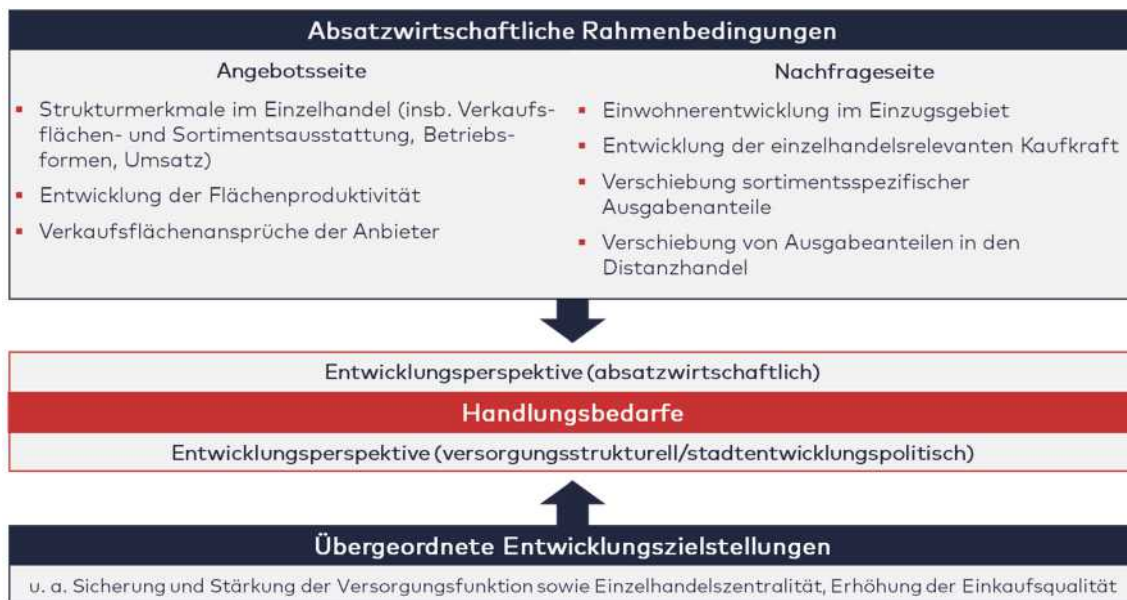 Absatzwirtschaftliche Rahmenbedingungen
Angebotsseite
▪ Strukturmerkmale im Einzelhandel (insb. Verkaufs-
flächen- und Sortimentsausstattung, Betriebs-
formen, Umsatz)
▪ Entwicklung der Flächenproduktivität
▪ Verkaufsflächenansprüche der Anbieter
Nachfrageseite
▪ Einwohnerentwicklung im Einzugsgebiet
▪ Entwicklung der einzelhandelsrelevanten Kaufkraft
▪ Verschiebung sortimentsspezifischer
Ausgabenanteile
▪ Verschiebung von Ausgabeanteilen in den
Distanzhandel
Entwicklungsperspektive (absatzwirtschaftlich)
Handlungsbedarfe
Entwicklungsperspektive (versorgungsstrukturell/stadtentwicklungspolitisch)
Übergeordnete Entwicklungszielstellungen
u. a. Sicherung und Stärkung der Versorgungsfunktion sowie Einzelhandelszentralität, Erhöhung der Einkaufsqualität